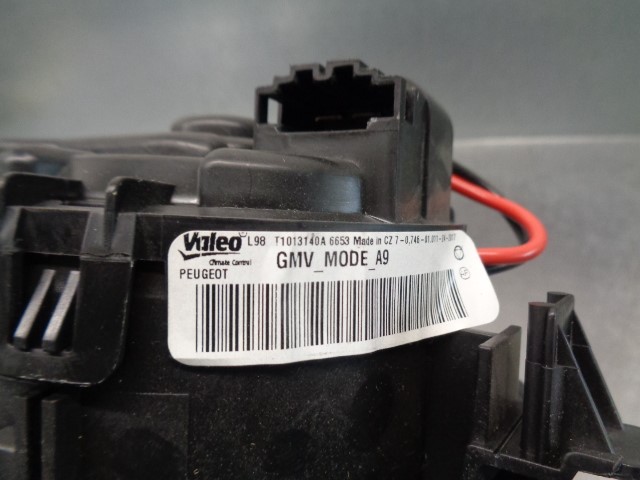 Valeo L98 T1013140A 6653 Made in CZ
Climate Control
GMV_MODE_A9
PEUGEOT